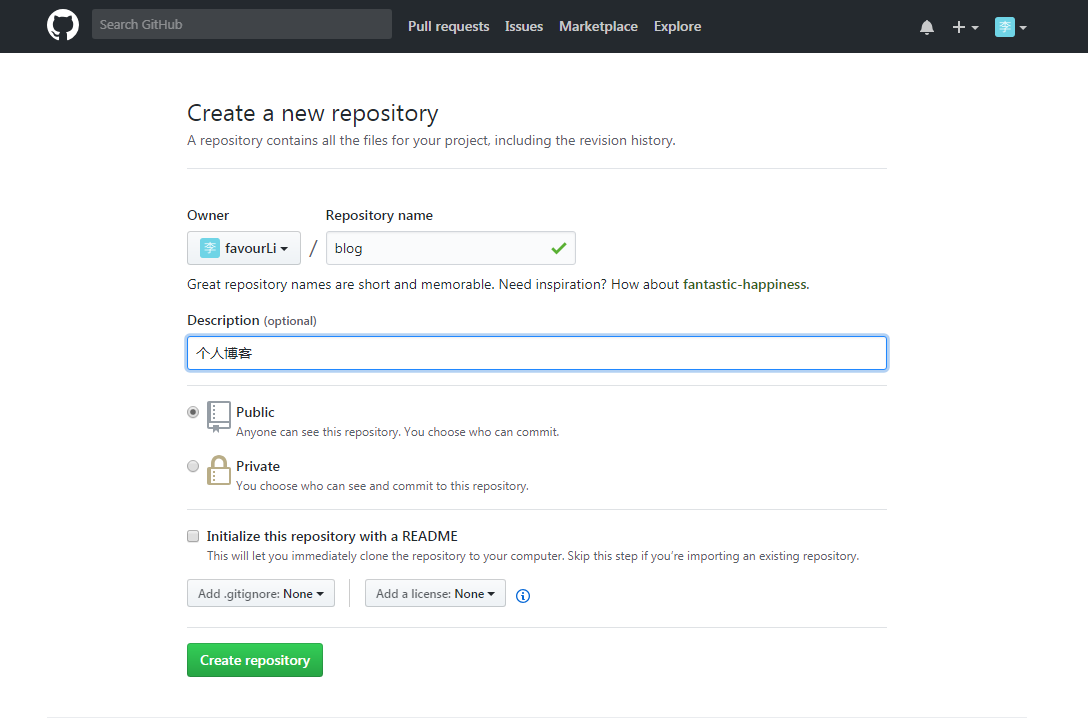 Search GitHub Pull requests Issues Marketplace Explore 李
Create a new repository
A repository contains all the files for your project, including the revision history.
Owner Repository name
李 favourLi / blog
Great repository names are short and memorable. Need inspiration? How about fantastic-happiness.
Description (optional)
个人博客
Public
Anyone can see this repository. You choose who can commit.
Private
You choose who can see and commit to this repository.
Initialize this repository with a README
This will let you immediately clone the repository to your computer. Skip this step if you’re importing an existing repository.
Add .gitignore: None Add a license: None
Create repository